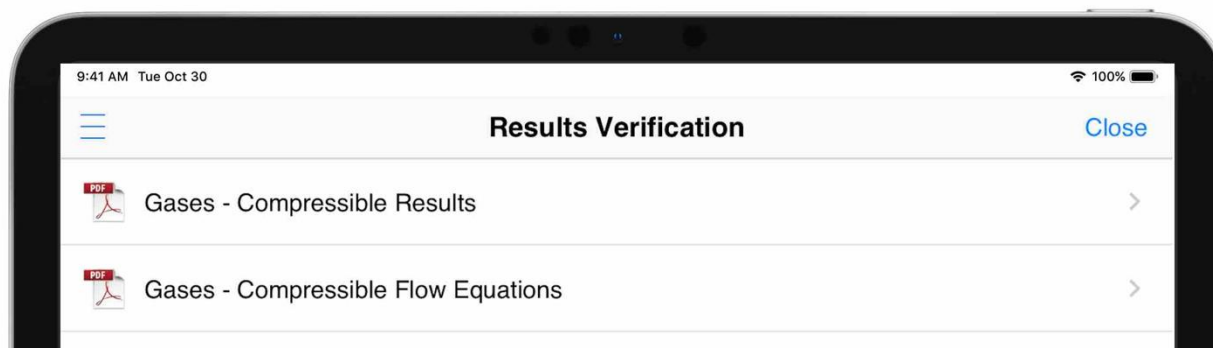 9:41 AM Tue Oct 30 100%
Results Verification Close
PDF Gases - Compressible Results
PDF Gases - Compressible Flow Equations